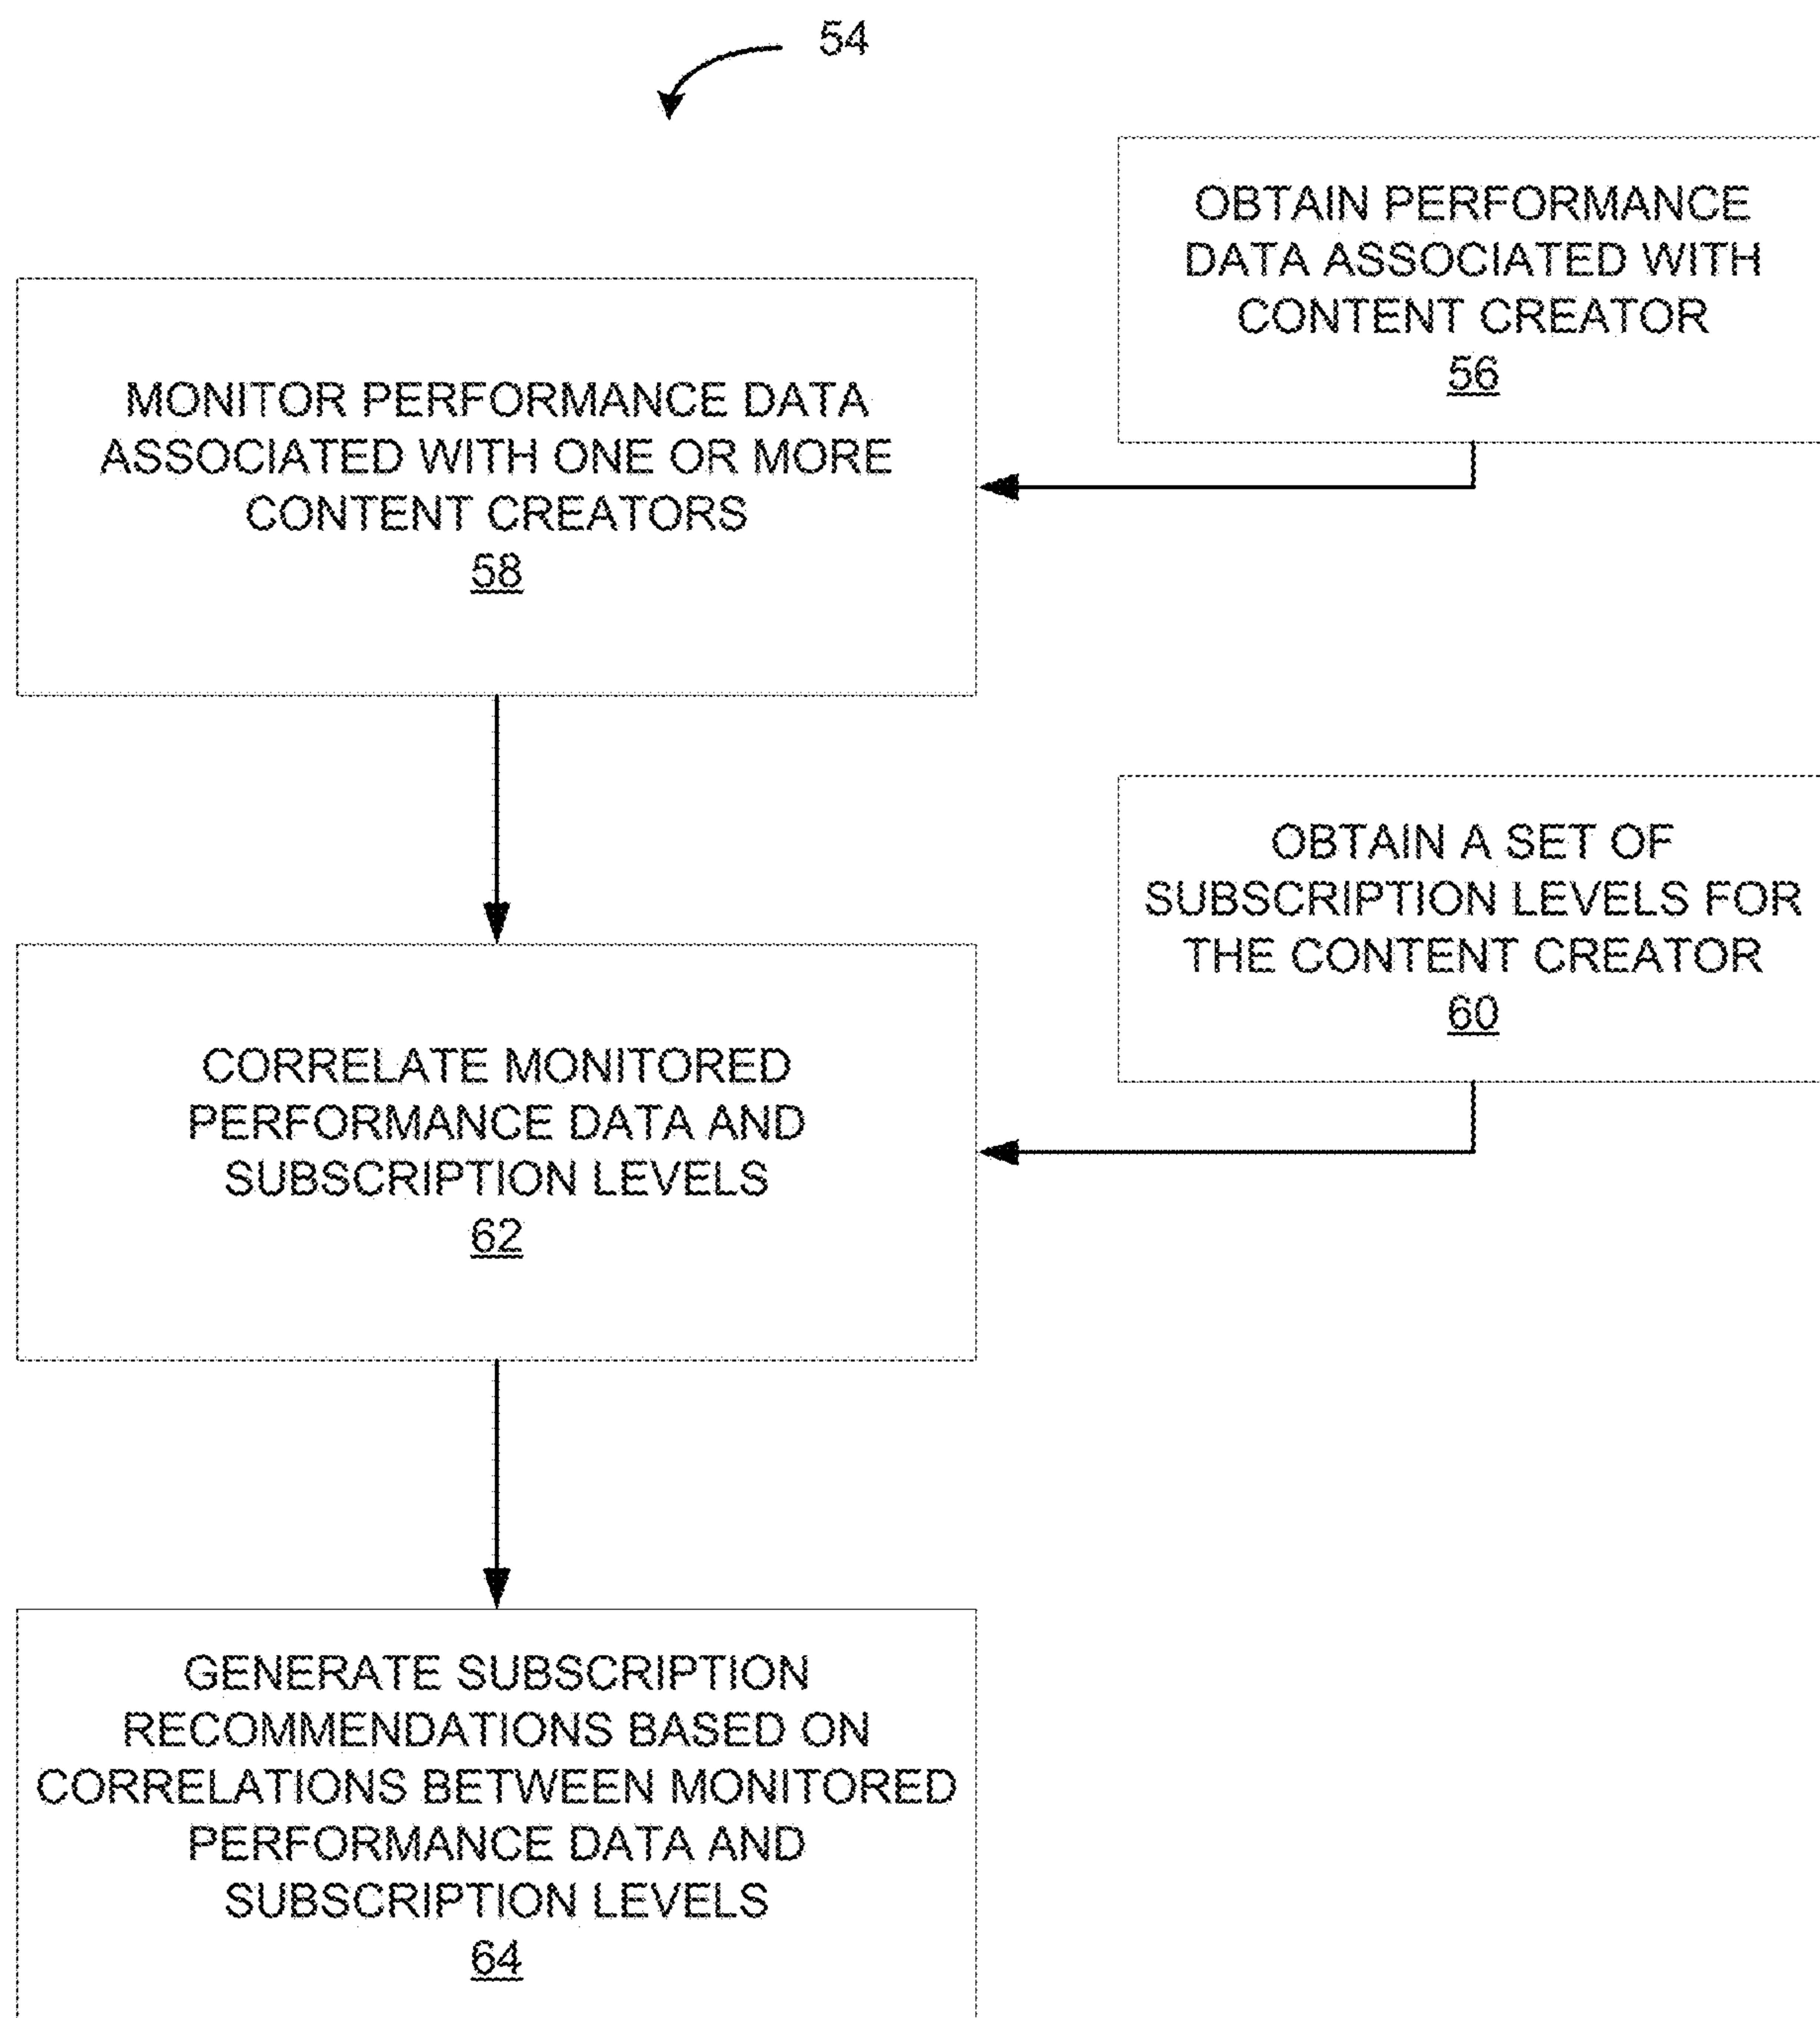 54
OBTAIN PERFORMANCE
DATA ASSOCIATED WITH
CONTENT CREATOR
56
MONITOR PERFORMANCE DATA
ASSOCIATED WITH ONE OR MORE
CONTENT CREATORS
58
OBTAIN A SET OF
SUBSCRIPTION LEVELS FOR
THE CONTENT CREATOR
60
CORRELATE MONITORED
PERFORMANCE DATA AND
SUBSCRIPTION LEVELS
62
GENERATE SUBSCRIPTION
RECOMMENDATIONS BASED ON
CORRELATIONS BETWEEN MONITORED
PERFORMANCE DATA AND
SUBSCRIPTION LEVELS
64